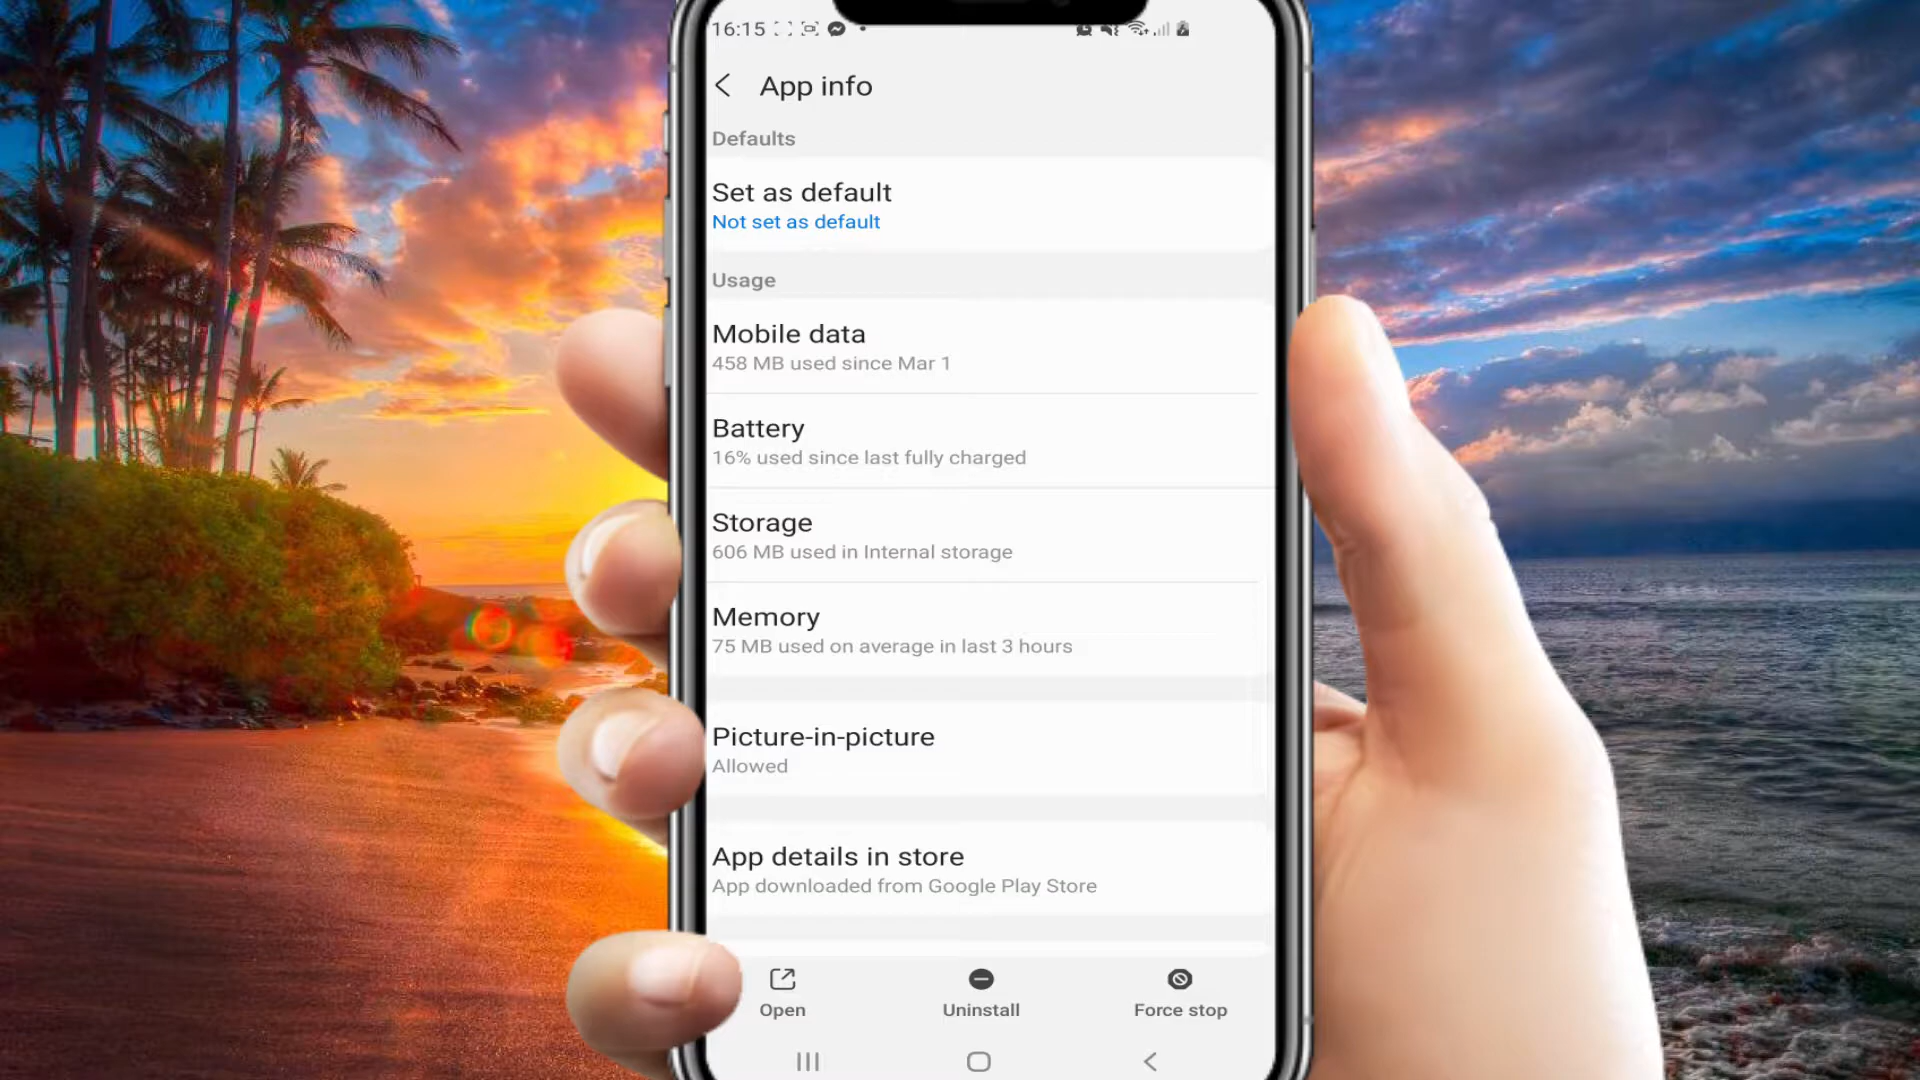 16:15
App info
Defaults
Set as default
Not set as default
Usage
Mobile data
458 MB used since Mar 1
Battery
16% used since last fully charged
Storage
606 MB used in Internal storage
Memory
75 MB used on average in last 3 hours
Picture-in-picture
Allowed
App details in store
App downloaded from Google Play Store
Open
Uninstall
Force stop